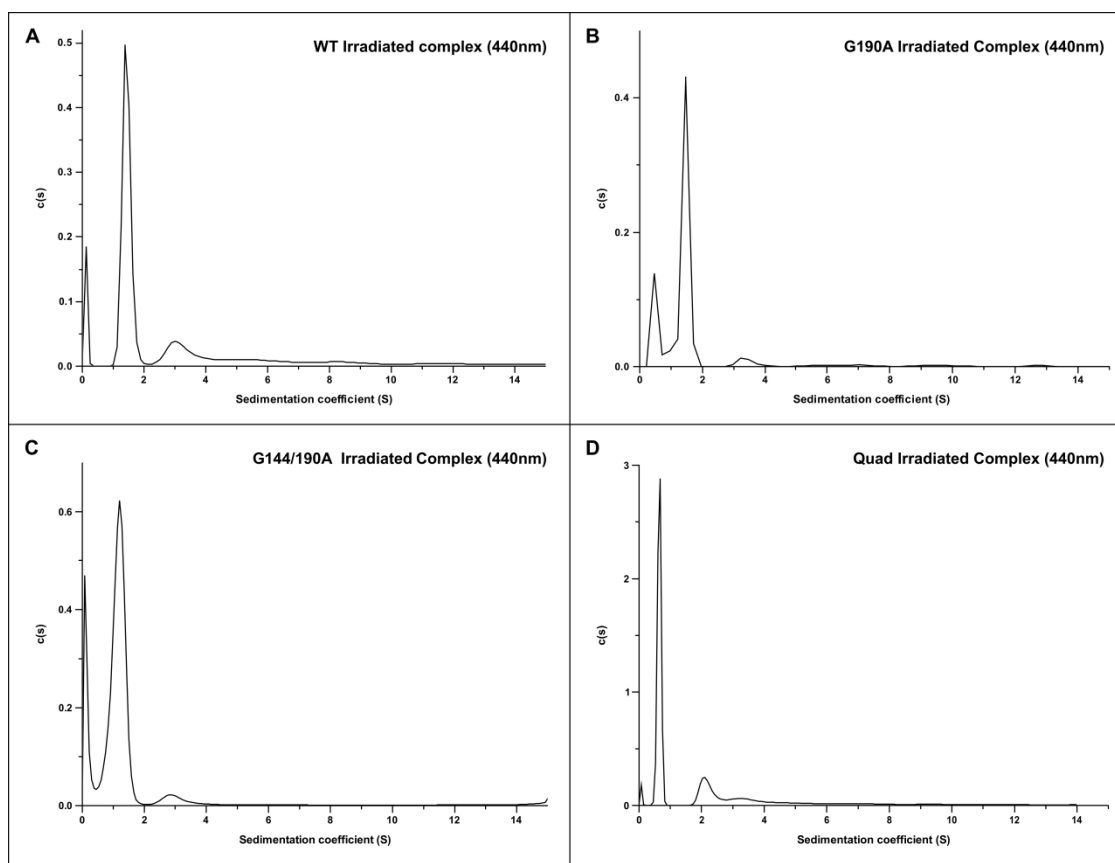 A
WT Irradiated complex (440nm)
0.5
0.4
0.3
0.2
0.1
0.0
c(s)
0 2 4 6 8 10 12 14
Sedimentation coefficient (S)
B
G190A Irradiated Complex (440nm)
0.4
0.2
0.0
c(s)
0 2 4 6 8 10 12 14
Sedimentation coefficient (S)
C
G144/190A Irradiated Complex (440nm)
0.6
0.4
0.2
0.0
c(s)
0 2 4 6 8 10 12 14
Sedimentation coefficient (S)
D
Quad Irradiated Complex (440nm)
3
2
1
0
c(s)
0 2 4 6 8 10 12 14
Sedimentation coefficient (S)